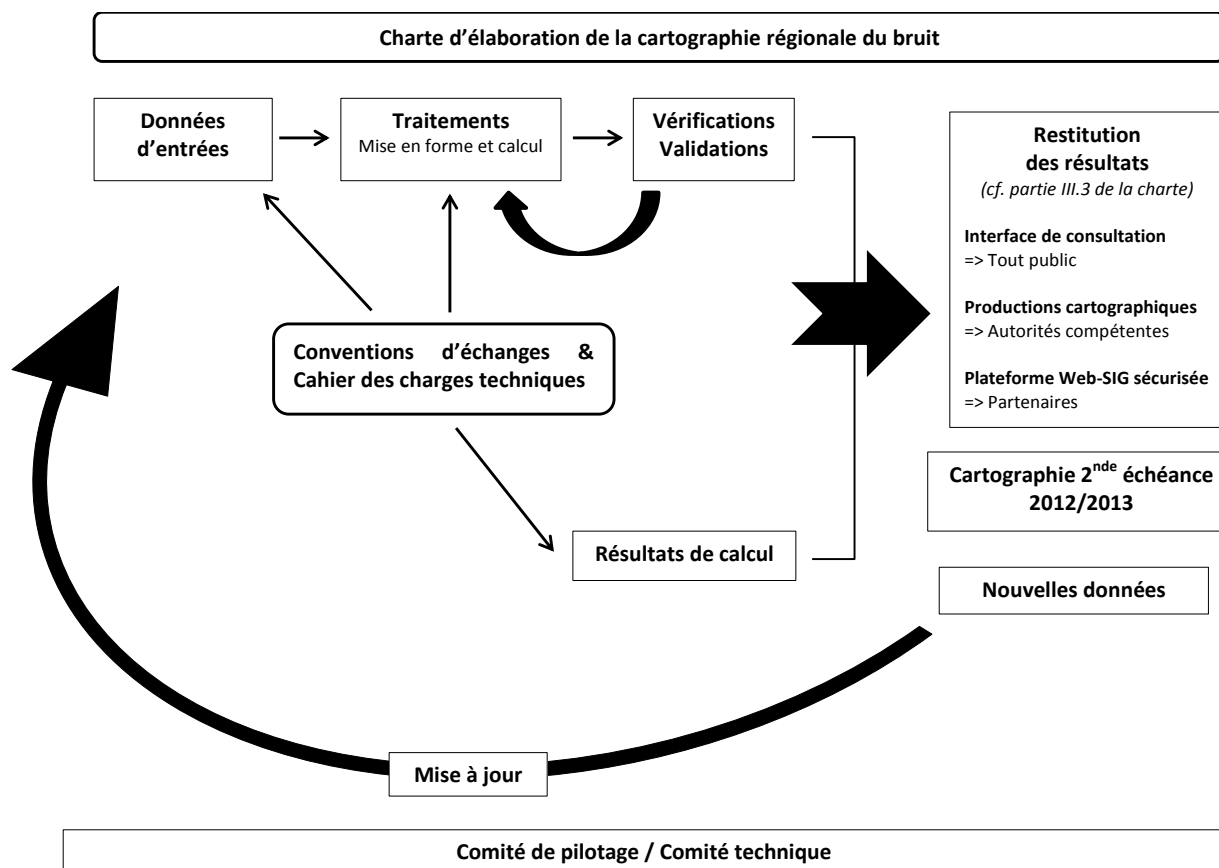 Charte d'élaboration de la cartographie régionale du bruit
Données
d'entrées
Traitements
Mise en forme et calcul
Vérifications
Validations
Restitution
des résultats
(cf. partie III.3 de la charte)
Interface de consultation
=> Tout public
Productions cartographiques
=> Autorités compétentes
Plateforme Web-SIG sécurisée
=> Partenaires
Conventions d'échanges &
Cahier des charges techniques
Cartographie 2nde échéance
2012/2013
Résultats de calcul
Nouvelles données
Mise à jour
Comité de pilotage / Comité technique